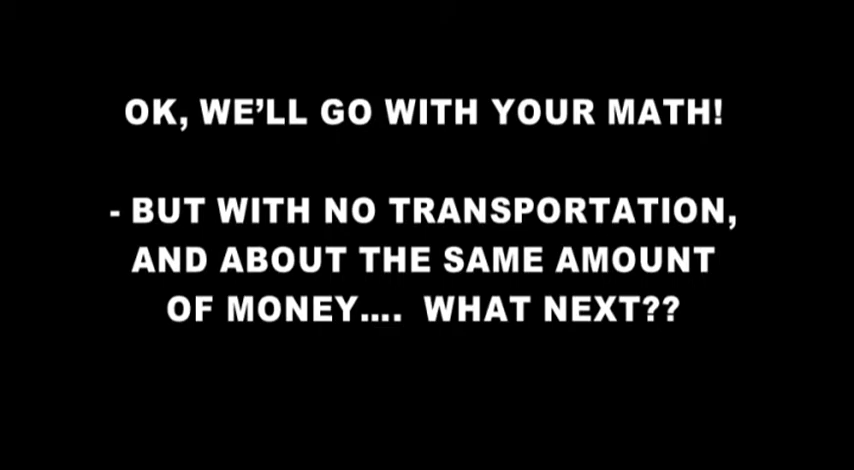 OK, WE’LL GO WITH YOUR MATH!
- BUT WITH NO TRANSPORTATION,
AND ABOUT THE SAME AMOUNT
OF MONEY.... WHAT NEXT??